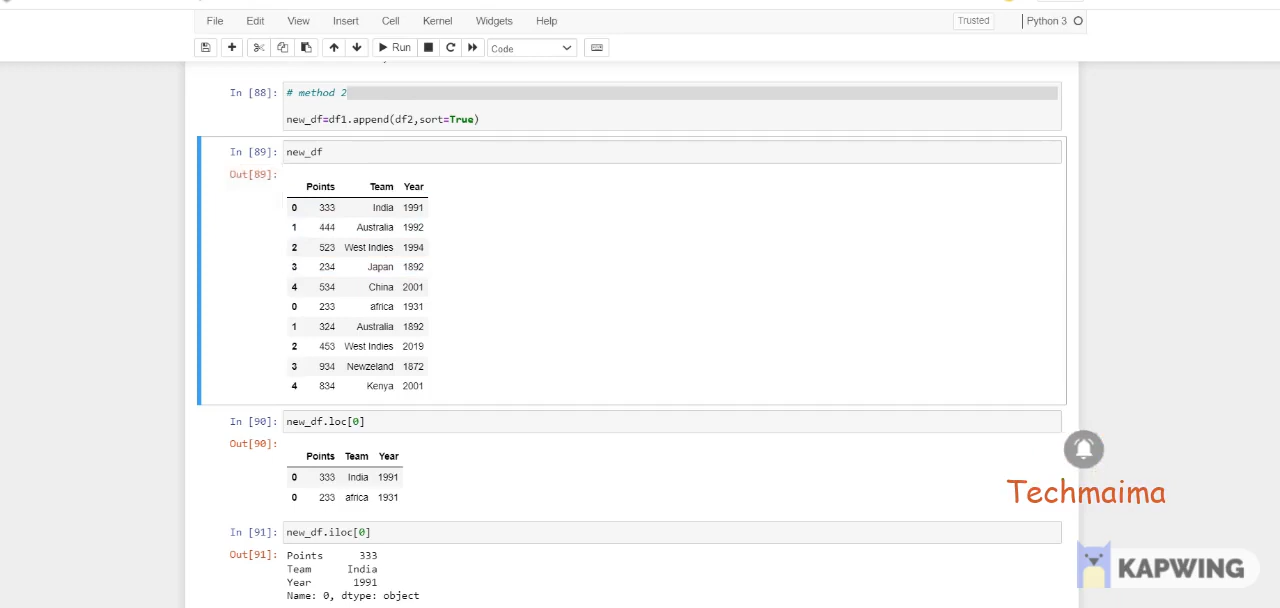 File Edit View Insert Cell Kernel Widgets Help Trusted Python 3
Run Code
In [88]: # method 2
new_df=df1.append(df2,sort=True)
In [89]: new_df
Out[89]:
Points Team Year
0 333 India 1991
1 444 Australia 1992
2 523 West Indies 1994
3 234 Japan 1892
4 534 China 2001
0 233 africa 1931
1 324 Australia 1892
2 453 West Indies 2019
3 934 Newzeland 1872
4 834 Kenya 2001
In [90]: new_df.loc[0]
Out[90]:
Points Team Year
0 333 India 1991
0 233 africa 1931
Techmaima
In [91]: new_df.iloc[0]
Out[91]: Points 333
Team India
Year 1991
Name: 0, dtype: object
KAPWING